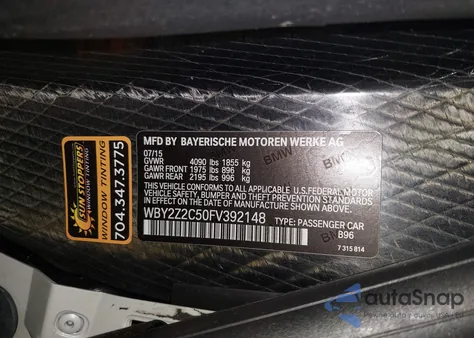 SUN STOPPERS
WINDOW TINTING
WINDOW TINTING
704.347.3775
MFD BY BAYERISCHE MOTOREN WERKE AG
07/15
GVWR 4090 lbs 1855 kg
GAWR FRONT 1975 lbs 896 kg
GAWR REAR 2195 lbs 996 kg
THIS VEHICLE CONFORMS TO ALL APPLICABLE U.S. FEDERAL MOTOR
VEHICLE SAFETY, BUMPER, AND THEFT PREVENTION STANDARDS IN
EFFECT ON THE DATE OF MANUFACTURE SHOWN ABOVE.
WBY2Z2C50FV392148
TYPE: PASSENGER CAR
B96
7 315 814
BMW
autoSnap